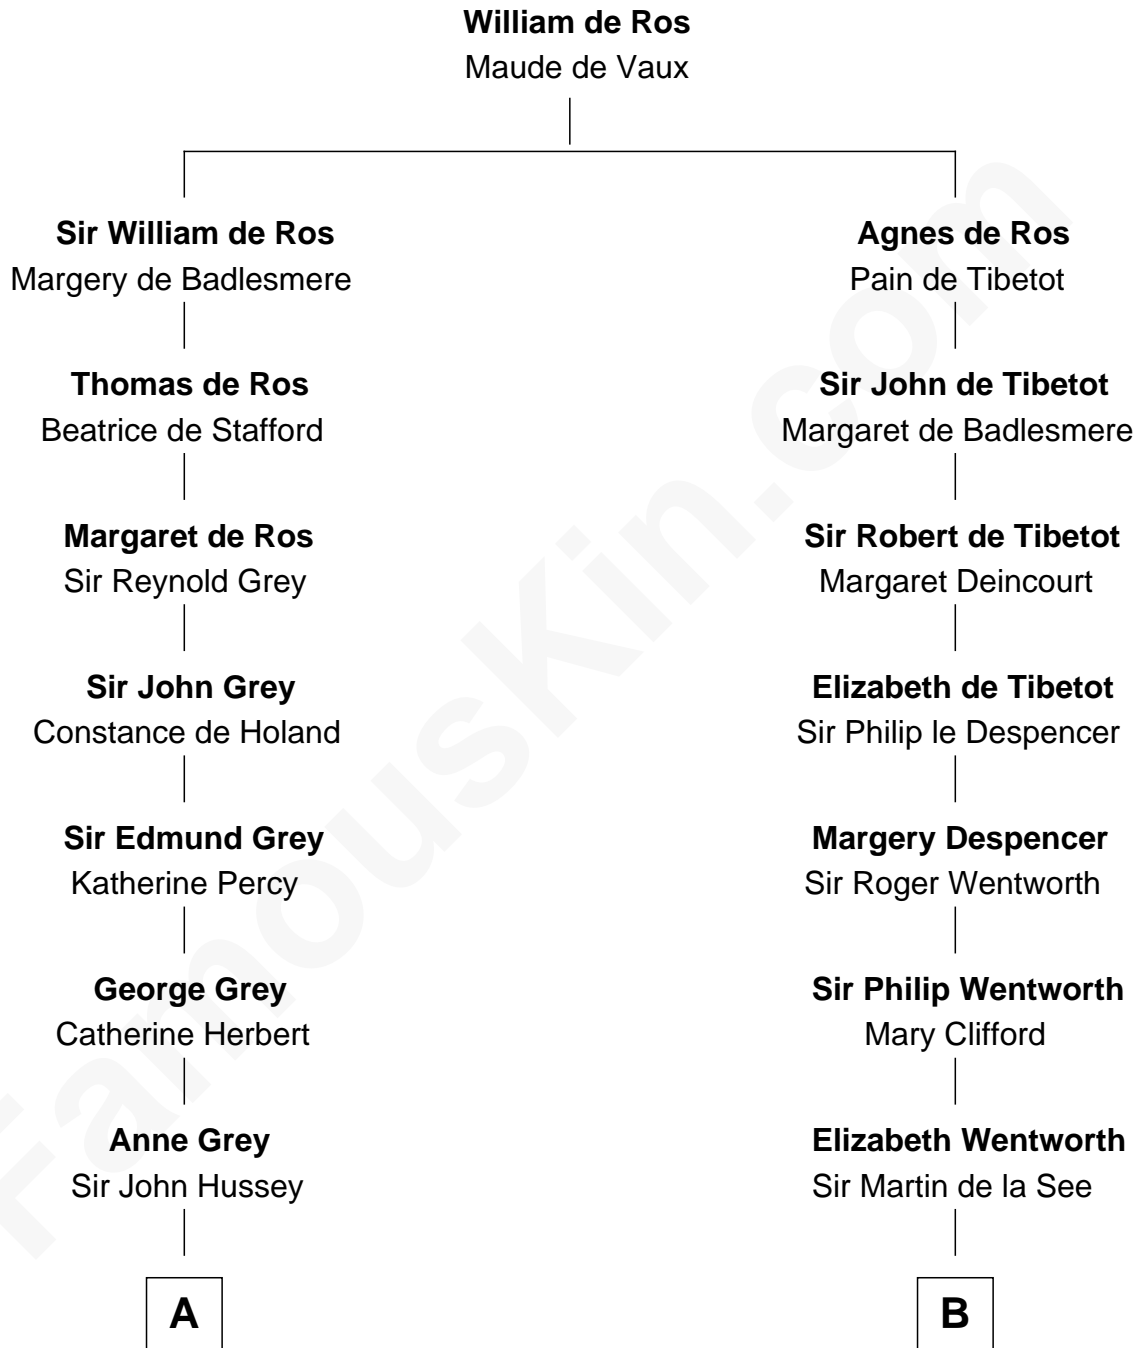 William de Ros
Maude de Vaux
Sir William de Ros
Margery de Badlesmere
Thomas de Ros
Beatrice de Stafford
Margaret de Ros
Sir Reynold Grey
Sir John Grey
Constance de Holand
Sir Edmund Grey
Katherine Percy
George Grey
Catherine Herbert
Anne Grey
Sir John Hussey
A
Agnes de Ros
Pain de Tibetot
Sir John de Tibetot
Margaret de Badlesmere
Sir Robert de Tibetot
Margaret Deincourt
Elizabeth de Tibetot
Sir Philip le Despencer
Margery Despencer
Sir Roger Wentworth
Sir Philip Wentworth
Mary Clifford
Elizabeth Wentworth
Sir Martin de la See
B
FamousKin.com